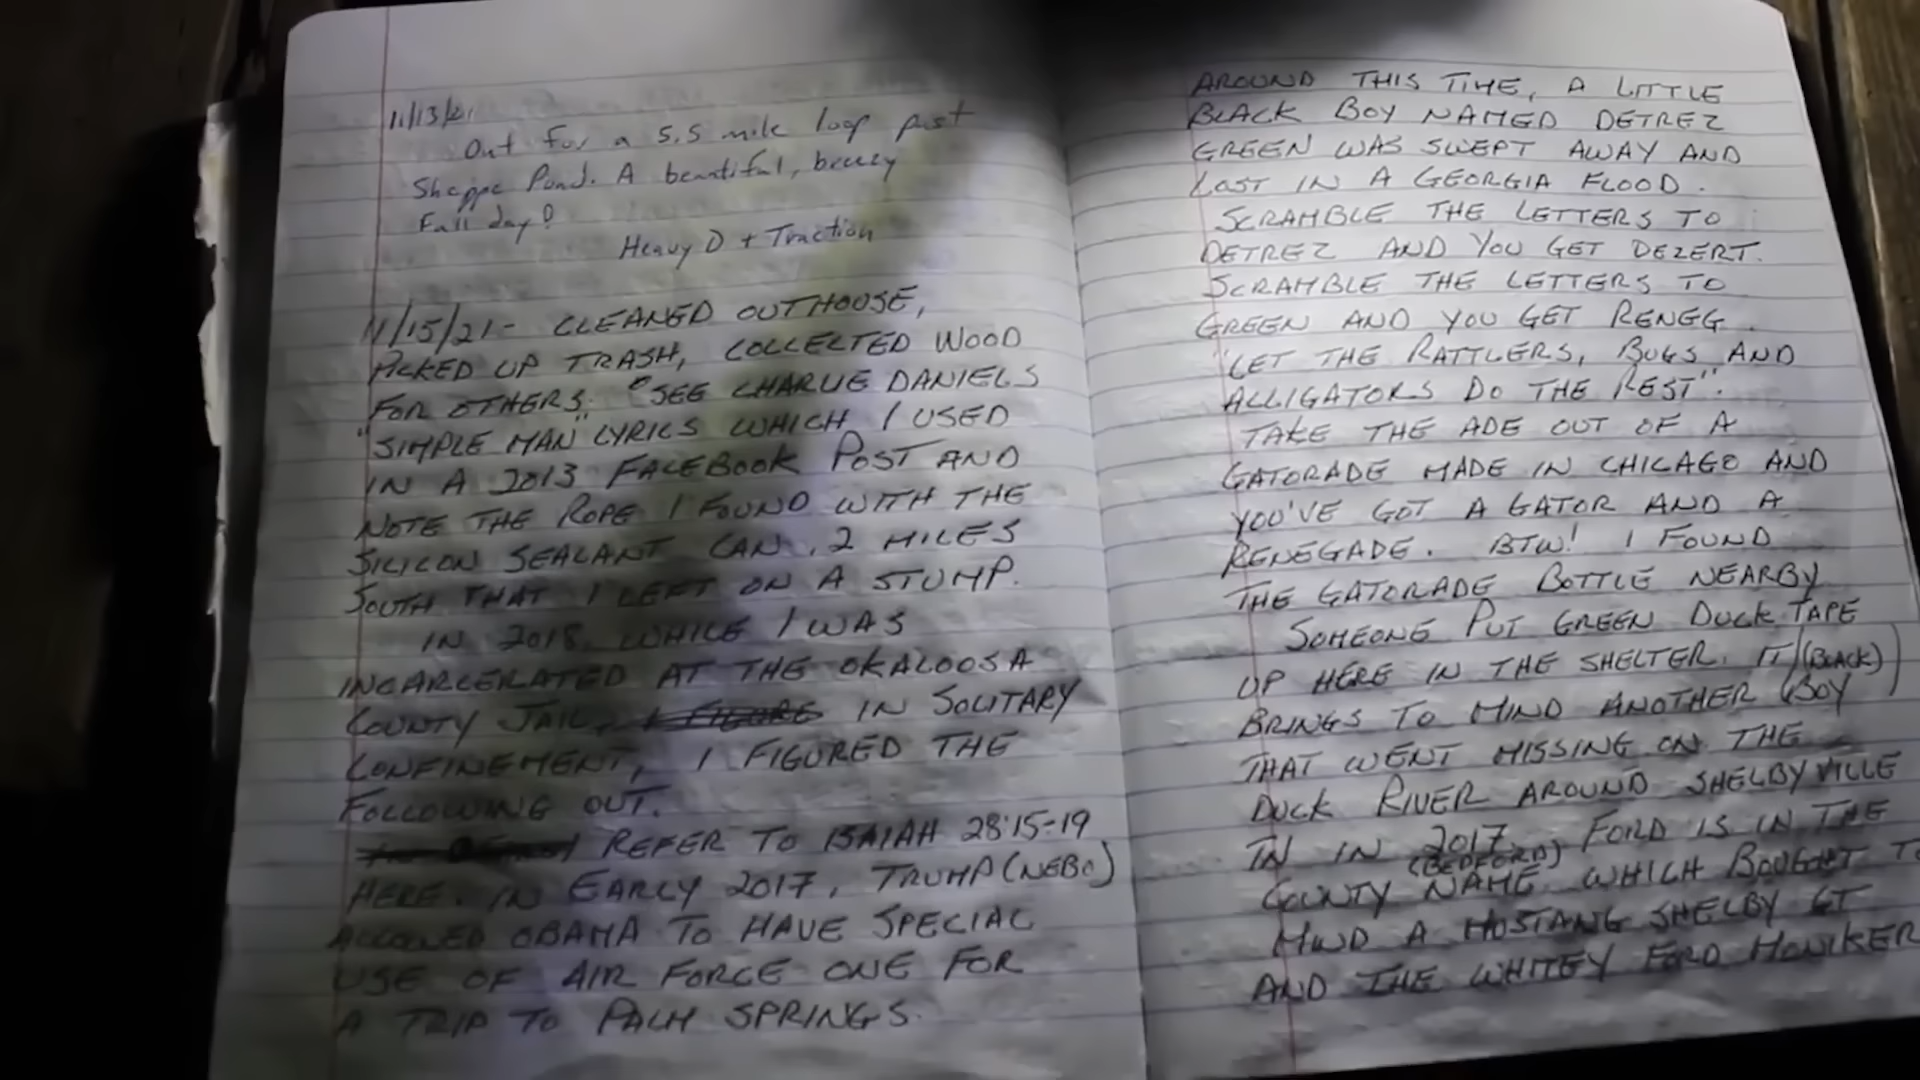 11/13/21
Out for a 5.5 mile loop past
Sheppe Pond. A beautiful, breezy
Fall day!
Heavy D + Traction
11/15/21 - CLEANED OUTHOUSE,
PICKED UP TRASH, COLLECTED WOOD
FOR OTHERS. SEE CHARLIE DANIELS
"SIMPLE MAN" LYRICS WHICH I USED
IN A 2013 FACEBOOK POST AND
NOTE THE ROPE I FOUND WITH THE
SILICON SEALANT CAN, 2 MILES
SOUTH THAT I LEFT ON A STUMP.
IN 2018, WHILE I WAS
INCARCERATED AT THE OKALOOSA
COUNTY JAIL, IN SOLITARY
CONFINEMENT, I FIGURED THE
FOLLOWING OUT.
REFER TO ISAIAH 28:15-19
HERE. IN EARLY 2017, TRUMP (NEBO)
ALLOWED OBAMA TO HAVE SPECIAL
USE OF AIR FORCE ONE FOR
A TRIP TO PALM SPRINGS.
AROUND THIS TIME, A LITTLE
BLACK BOY NAMED DETREZ
GREEN WAS SWEPT AWAY AND
LOST IN A GEORGIA FLOOD.
SCRAMBLE THE LETTERS TO
DETREZ AND YOU GET DEZERT.
SCRAMBLE THE LETTERS TO
GREEN AND YOU GET RENEG.
"LET THE RATTLERS, BUGS AND
ALLIGATORS DO THE REST".
TAKE THE ADE OUT OF A
GATORADE MADE IN CHICAGO AND
YOU'VE GOT A GATOR AND A
RENEGADE. BTW! I FOUND
THE GATORADE BOTTLE NEARBY
SOMEONE PUT GREEN DUCK TAPE
UP HERE IN THE SHELTER. IT (BLACK)
BRINGS TO MIND ANOTHER (BOY)
THAT WENT MISSING ON THE
DUCK RIVER AROUND SHELBYVILLE
TN IN 2017. FORD IS IN THE
(BEDFORD)
COUNTY NAME WHICH BOUGHT TO
MIND A MUSTANG SHELBY GT
AND THE WHITEY FORD MONIKER